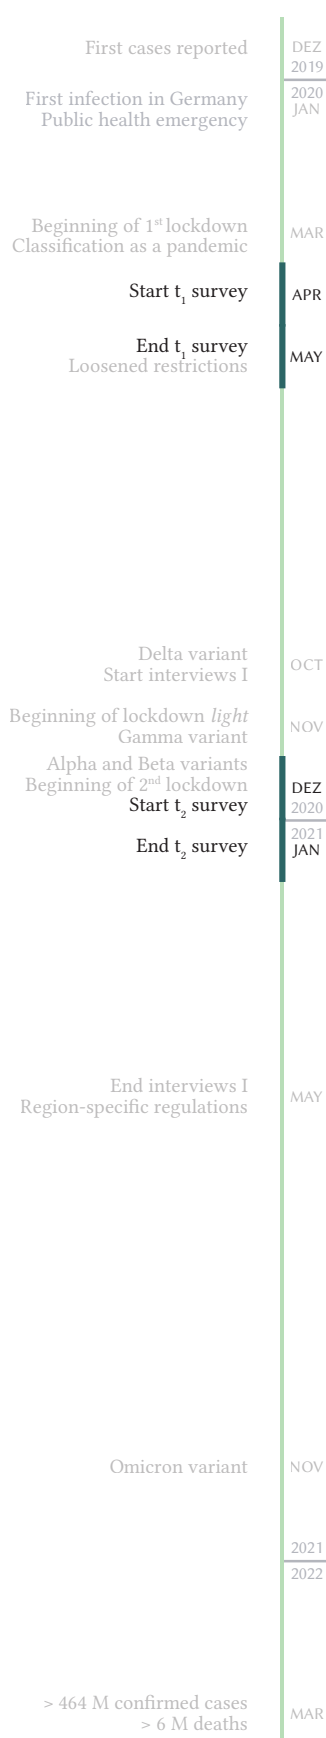 First cases reported
DEZ
2019
2020
First infection in Germany
JAN
Public health emergency
Beginning of 1st lockdown
MAR
Classification as a pandemic
Start t1 survey
APR
End t1 survey
MAY
Loosened restrictions
Delta variant
OCT
Start interviews I
Beginning of lockdown light
NOV
Gamma variant
Alpha and Beta variants
Beginning of 2nd lockdown
DEZ
Start t2 survey
2020
2021
End t2 survey
JAN
End interviews I
MAY
Region-specific regulations
Omicron variant
NOV
2021
2022
> 464 M confirmed cases
MAR
> 6 M deaths